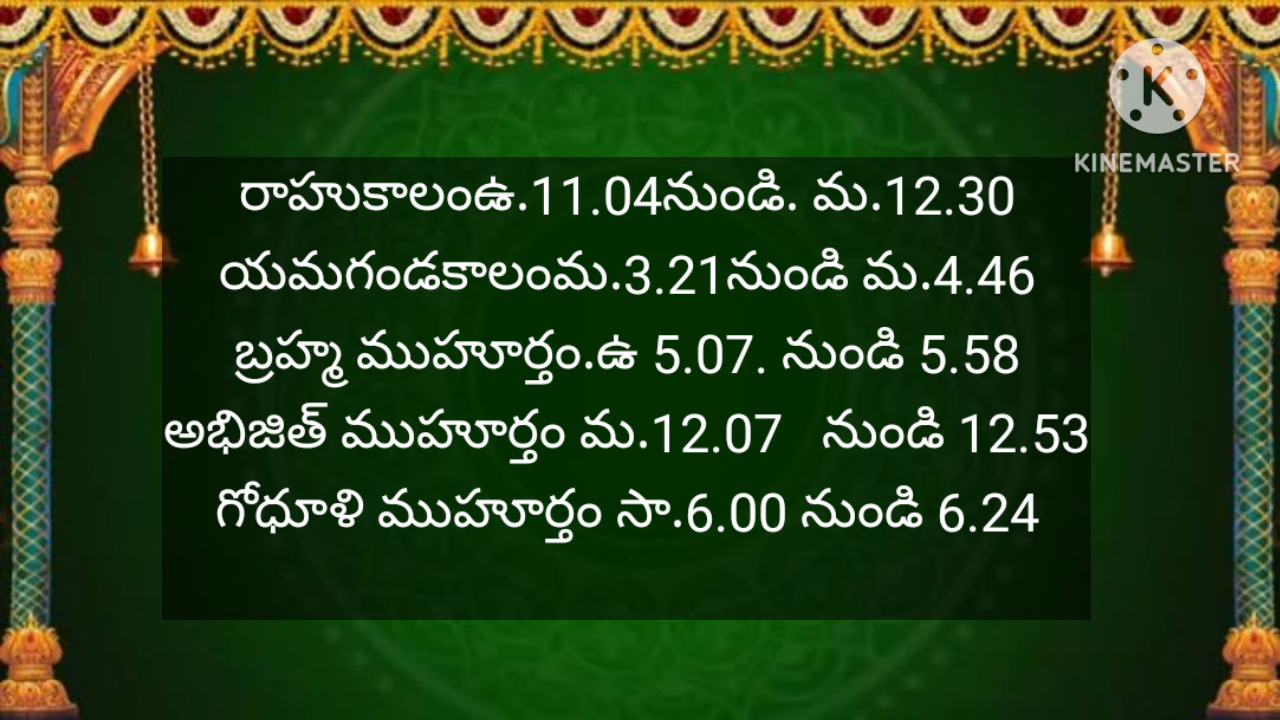 KINEMASTER
రాహుకాలంఉ.11.04నుండి. మ.12.30
యమగండకాలంమ.3.21నుండి మ.4.46
బ్రహ్మ ముహూర్తం.ఉ 5.07. నుండి 5.58
అభిజిత్ ముహూర్తం మ.12.07 నుండి 12.53
గోధూళి ముహూర్తం సా.6.00 నుండి 6.24